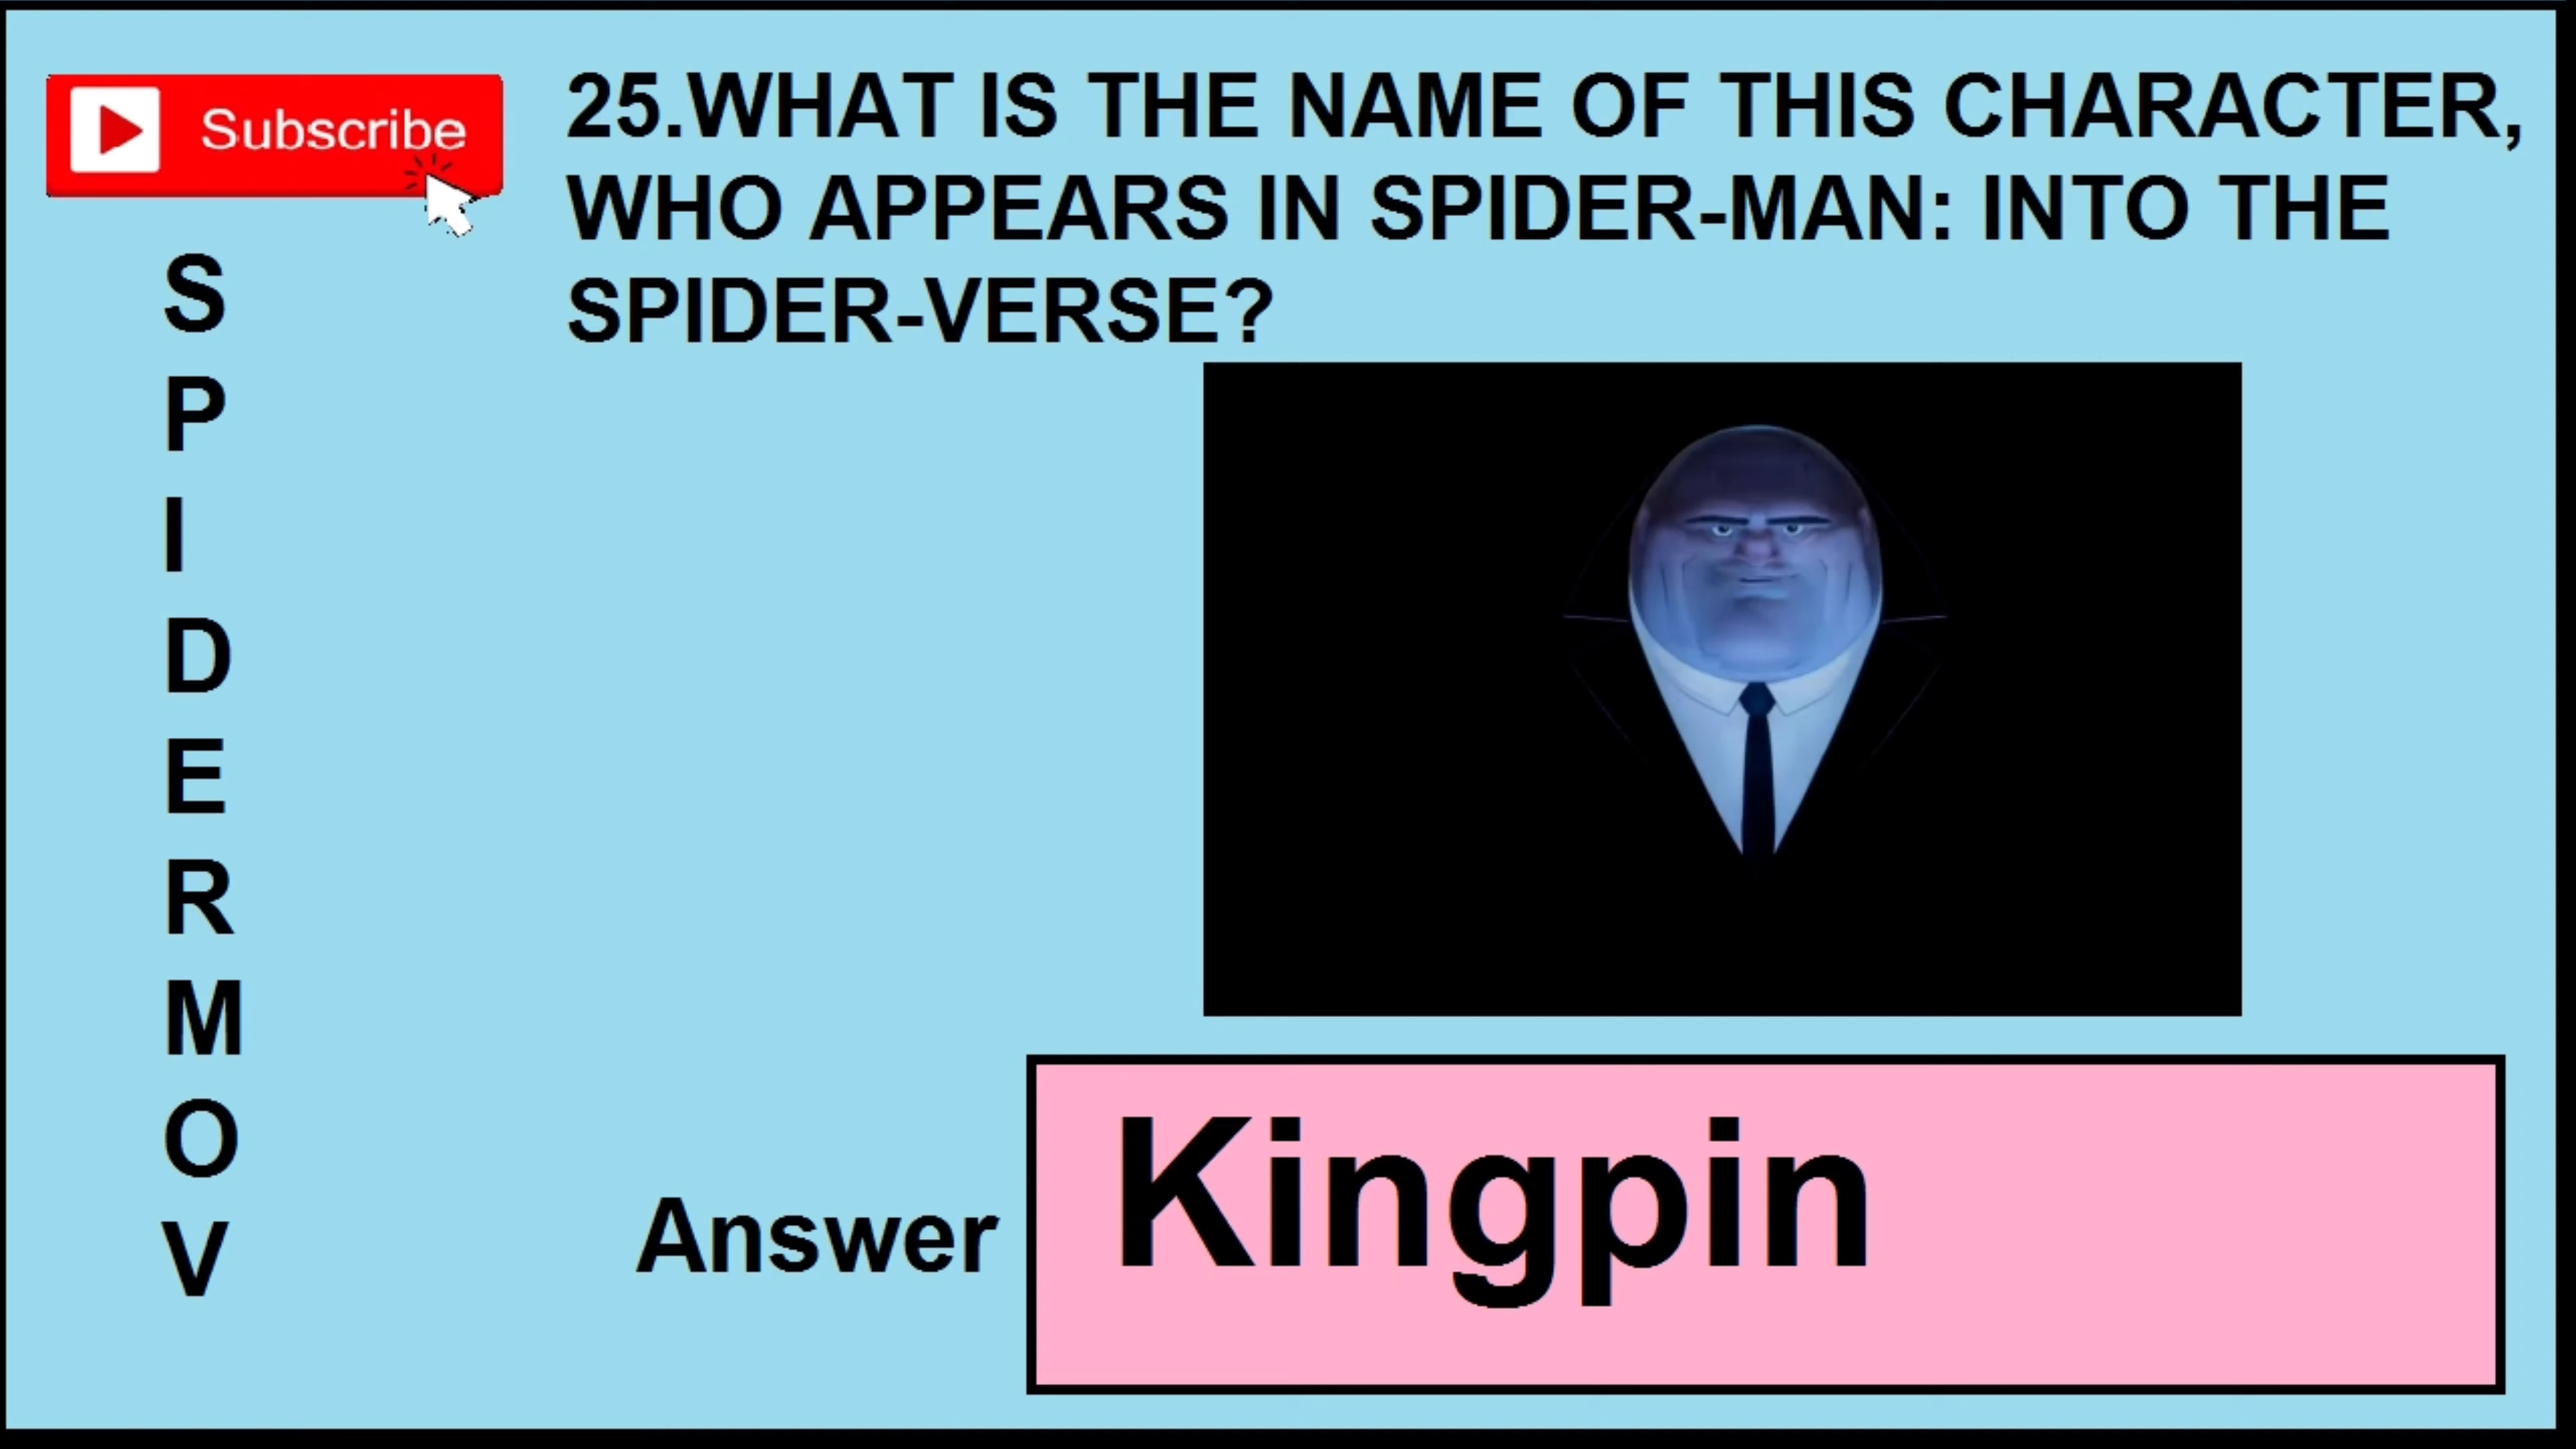 Subscribe
25.WHAT IS THE NAME OF THIS CHARACTER,
WHO APPEARS IN SPIDER-MAN: INTO THE
SPIDER-VERSE?
S
P
I
D
E
R
M
O
V
Answer
Kingpin